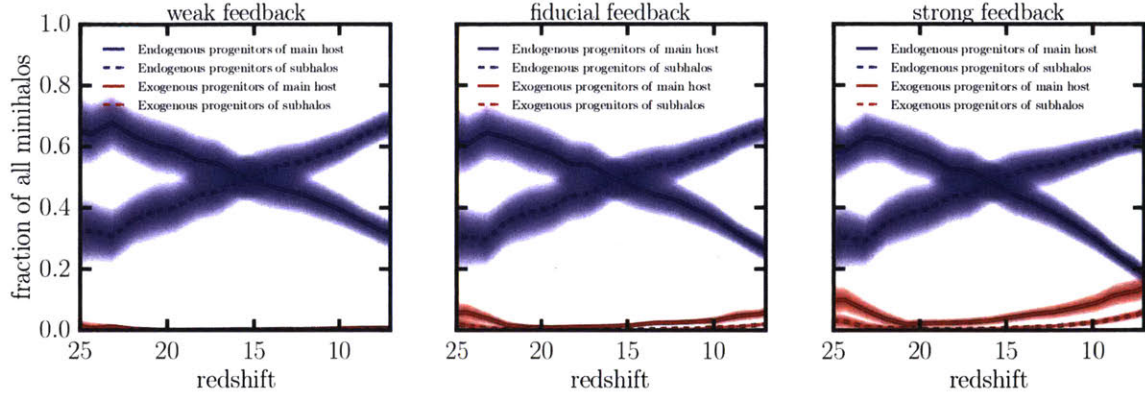 weak feedback
fiducial feedback
strong feedback
fraction of all minihalos
1.0
0.8
0.6
0.4
0.2
0.0
Endogenous progenitors of main host
Endogenous progenitors of subhalos
Exogenous progenitors of main host
Exogenous progenitors of subhalos
Endogenous progenitors of main host
Endogenous progenitors of subhalos
Exogenous progenitors of main host
Exogenous progenitors of subhalos
Endogenous progenitors of main host
Endogenous progenitors of subhalos
Exogenous progenitors of main host
Exogenous progenitors of subhalos
25 20 15 10
25 20 15 10
25 20 15 10
redshift
redshift
redshift